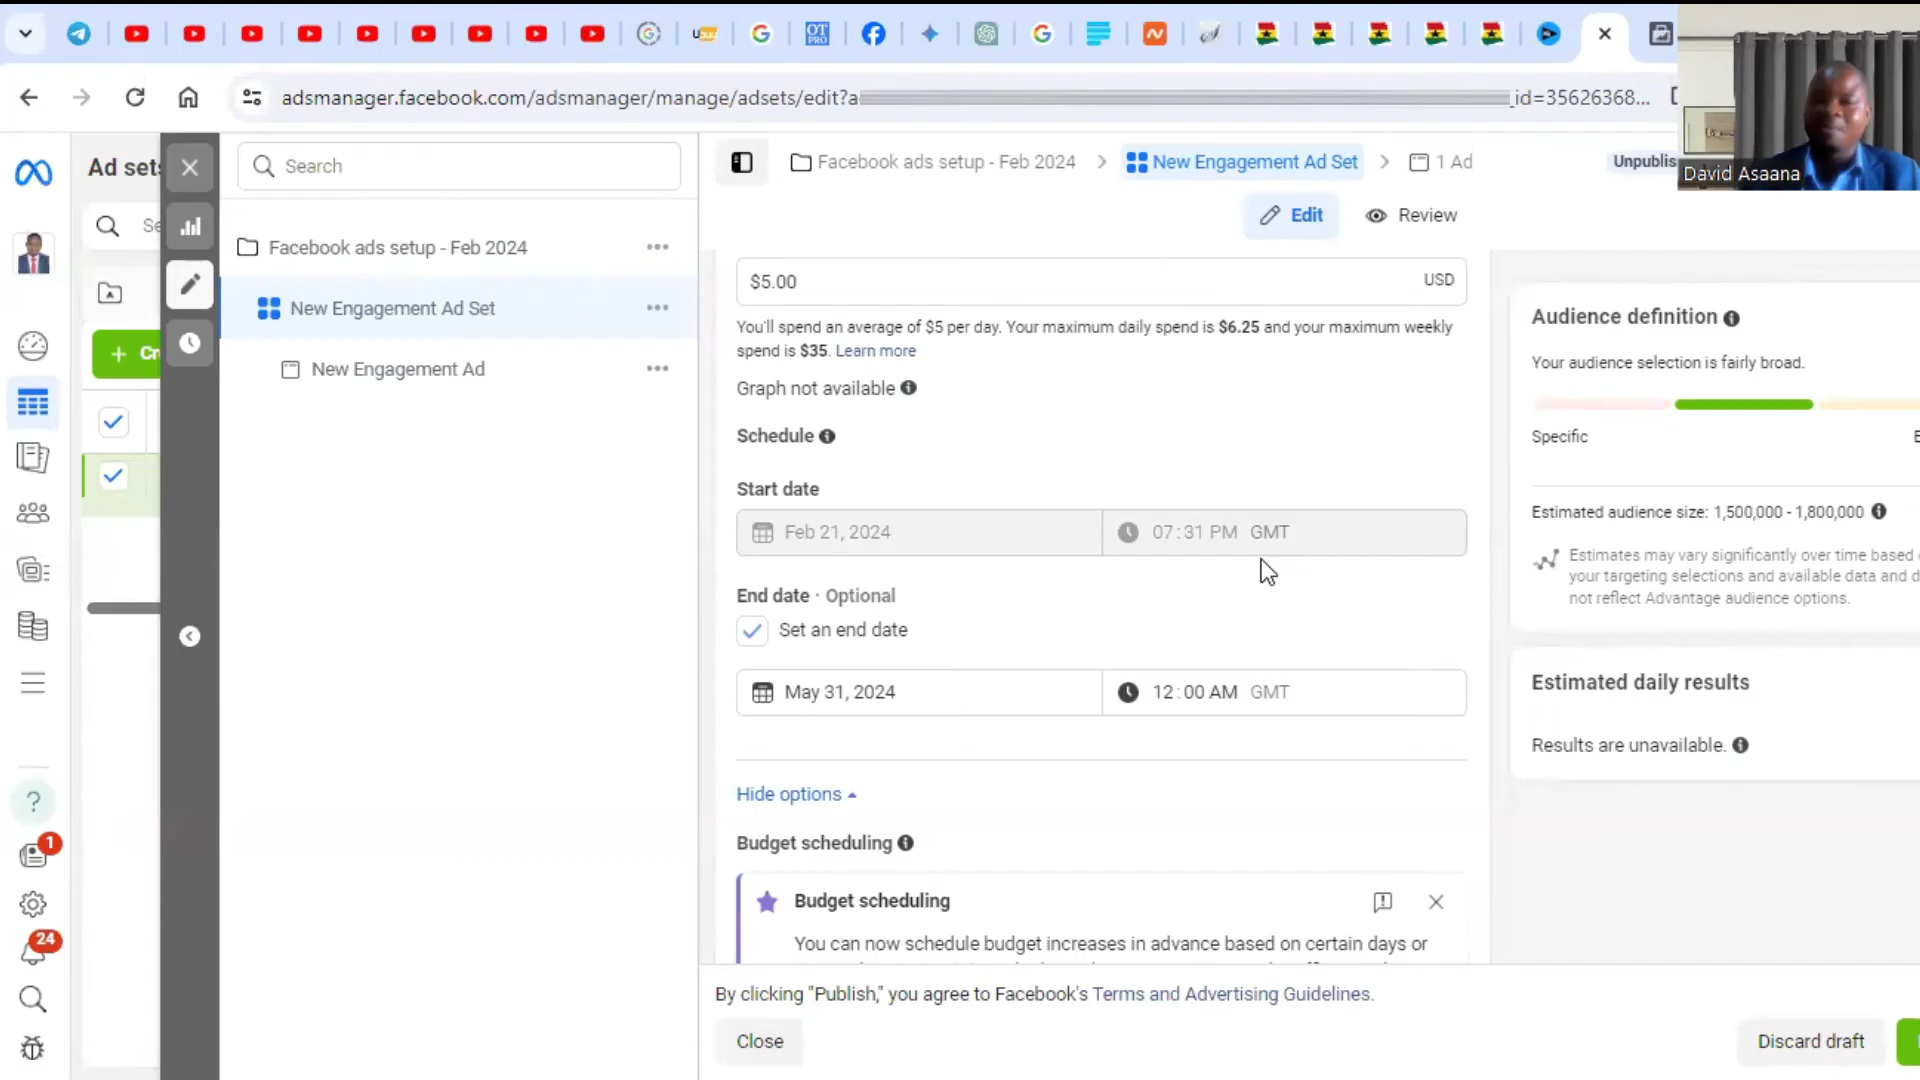 adsmanager.facebook.com/adsmanager/manage/adsets/edit?a
_id=35626368...
David Asaana
Ad sets
Search
Facebook ads setup - Feb 2024
New Engagement Ad Set
1 Ad
Edit
Review
Facebook ads setup - Feb 2024
New Engagement Ad Set
New Engagement Ad
$5.00
USD
You'll spend an average of $5 per day. Your maximum daily spend is $6.25 and your maximum weekly
spend is $35. Learn more
Graph not available
Schedule
Start date
Feb 21, 2024
07:31 PM GMT
End date · Optional
Set an end date
May 31, 2024
12:00 AM GMT
Hide options
Budget scheduling
Budget scheduling
You can now schedule budget increases in advance based on certain days or
By clicking "Publish," you agree to Facebook's Terms and Advertising Guidelines.
Close
Discard draft
Audience definition
Your audience selection is fairly broad.
Specific
Estimated audience size: 1,500,000 - 1,800,000
Estimates may vary significantly over time based
your targeting selections and available data and
not reflect Advantage audience options.
Estimated daily results
Results are unavailable.
?
1
24